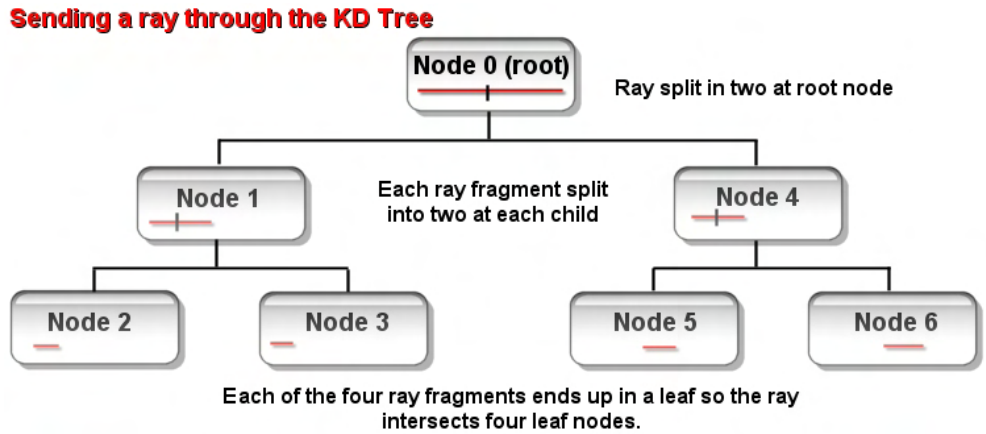 Sending a ray through the KD Tree
Node 0 (root)
Ray split in two at root node
Node 1
Each ray fragment split
into two at each child
Node 4
Node 2
Node 3
Node 5
Node 6
Each of the four ray fragments ends up in a leaf so the ray
intersects four leaf nodes.